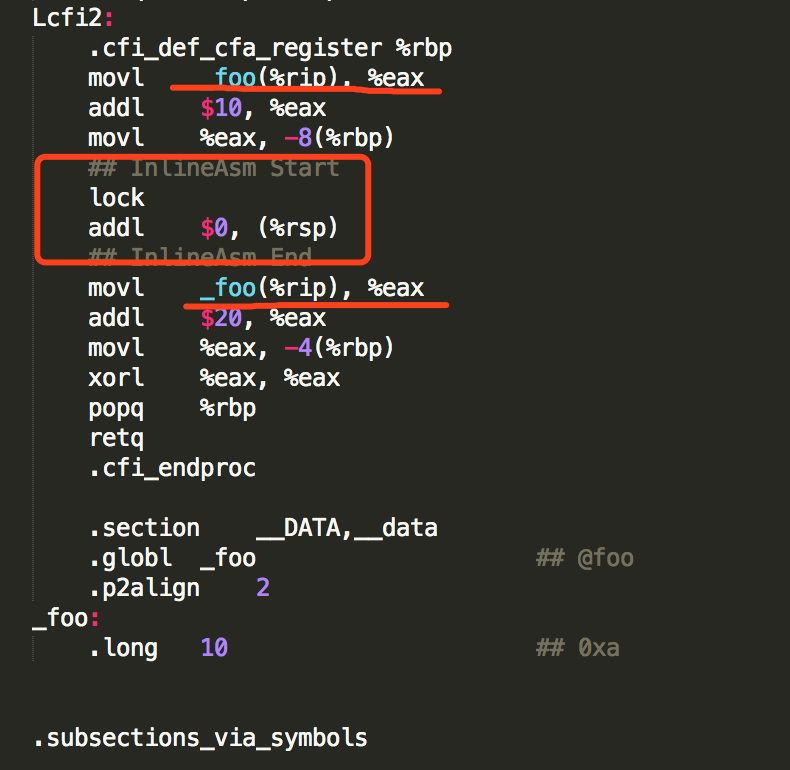 Lcfi2:
.cfi_def_cfa_register %rbp
movl _foo(%rip), %eax
addl $10, %eax
movl %eax, -8(%rbp)
## InlineAsm Start
lock
addl $0, (%rsp)
## InlineAsm End
movl _foo(%rip), %eax
addl $20, %eax
movl %eax, -4(%rbp)
xorl %eax, %eax
popq %rbp
retq
.cfi_endproc
.section __DATA,__data
.globl _foo ## @foo
.p2align 2
_foo:
.long 10 ## 0xa
.subsections_via_symbols